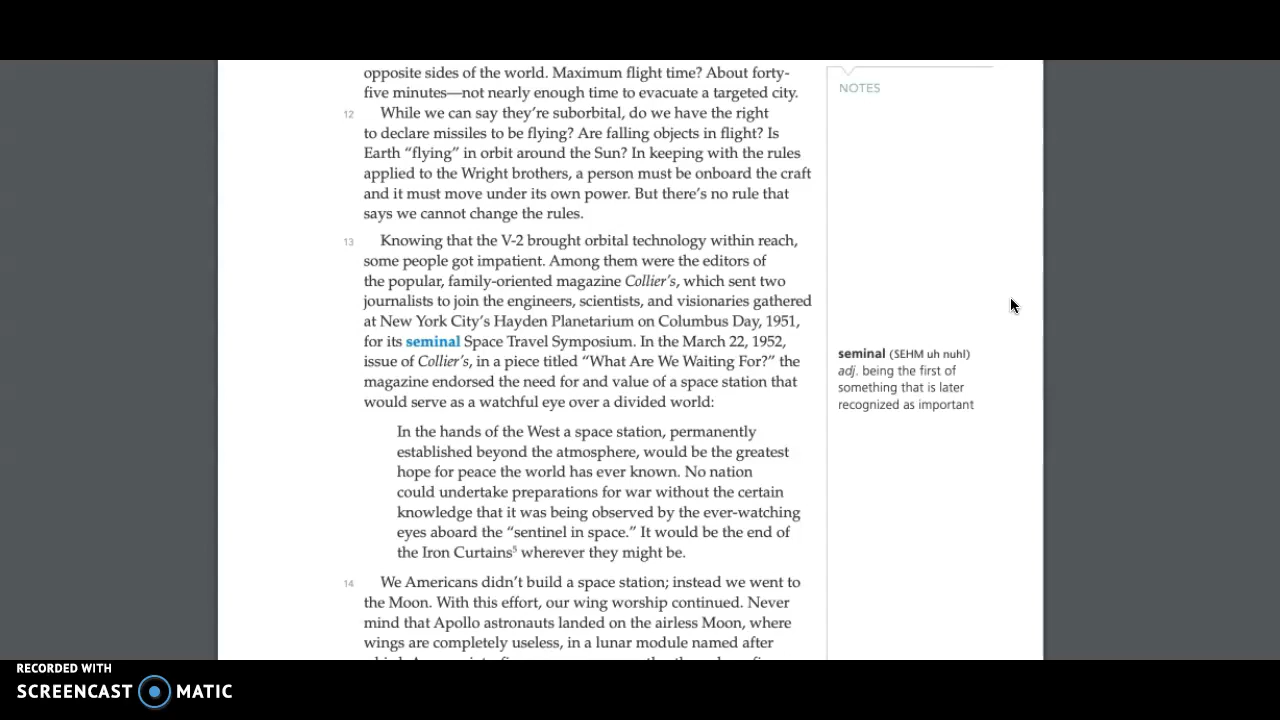 opposite sides of the world. Maximum flight time? About forty-
five minutes—not nearly enough time to evacuate a targeted city.
12 While we can say they’re suborbital, do we have the right
to declare missiles to be flying? Are falling objects in flight? Is
Earth “flying” in orbit around the Sun? In keeping with the rules
applied to the Wright brothers, a person must be onboard the craft
and it must move under its own power. But there’s no rule that
says we cannot change the rules.
13 Knowing that the V-2 brought orbital technology within reach,
some people got impatient. Among them were the editors of
the popular, family-oriented magazine Collier’s, which sent two
journalists to join the engineers, scientists, and visionaries gathered
at New York City’s Hayden Planetarium on Columbus Day, 1951,
for its seminal Space Travel Symposium. In the March 22, 1952,
issue of Collier’s, in a piece titled “What Are We Waiting For?” the
magazine endorsed the need for and value of a space station that
would serve as a watchful eye over a divided world:
In the hands of the West a space station, permanently
established beyond the atmosphere, would be the greatest
hope for peace the world has ever known. No nation
could undertake preparations for war without the certain
knowledge that it was being observed by the ever-watching
eyes aboard the “sentinel in space.” It would be the end of
the Iron Curtains⁵ wherever they might be.
14 We Americans didn’t build a space station; instead we went to
the Moon. With this effort, our wing worship continued. Never
mind that Apollo astronauts landed on the airless Moon, where
wings are completely useless, in a lunar module named after
NOTES
seminal (SEHM uh nuhl)
adj. being the first of
something that is later
recognized as important
RECORDED WITH
SCREENCAST MATIC